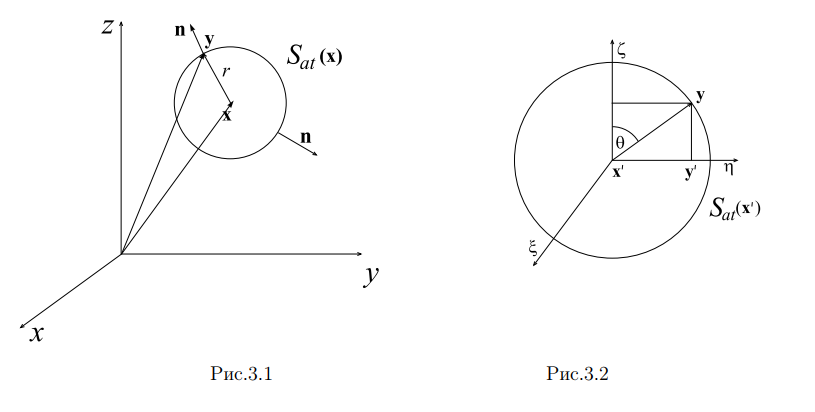 z
n
y
S_at (x)
r
x
n
y
x
Рис.3.1
ζ
y
θ
x'
y'
η
S_at(x')
ξ
Рис.3.2